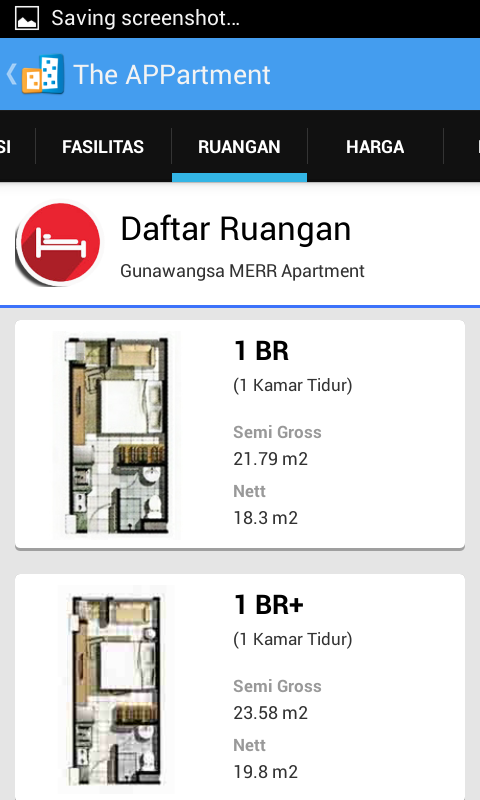 Saving screenshot...
The APPartment
SI
FASILITAS
RUANGAN
HARGA
Daftar Ruangan
Gunawangsa MERR Apartment
1 BR
(1 Kamar Tidur)
Semi Gross
21.79 m2
Nett
18.3 m2
1 BR+
(1 Kamar Tidur)
Semi Gross
23.58 m2
Nett
19.8 m2